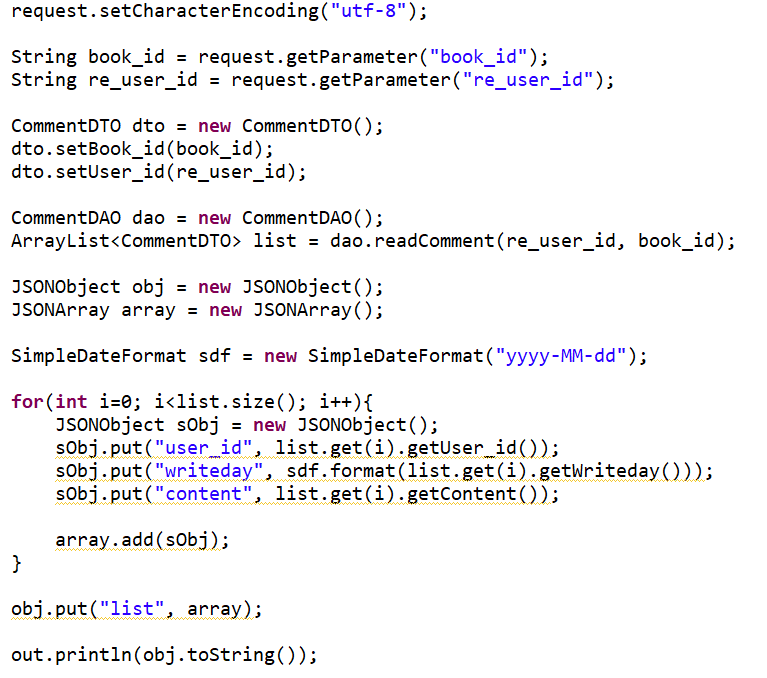 request.setCharacterEncoding("utf-8");
String book_id = request.getParameter("book_id");
String re_user_id = request.getParameter("re_user_id");
CommentDTO dto = new CommentDTO();
dto.setBook_id(book_id);
dto.setUser_id(re_user_id);
CommentDAO dao = new CommentDAO();
ArrayList<CommentDTO> list = dao.readComment(re_user_id, book_id);
JSONObject obj = new JSONObject();
JSONArray array = new JSONArray();
SimpleDateFormat sdf = new SimpleDateFormat("yyyy-MM-dd");
for(int i=0; i<list.size(); i++){
    JSONObject sObj = new JSONObject();
    sObj.put("user_id", list.get(i).getUser_id());
    sObj.put("writeday", sdf.format(list.get(i).getWriteday()));
    sObj.put("content", list.get(i).getContent());
    array.add(sObj);
}
obj.put("list", array);
out.println(obj.toString());